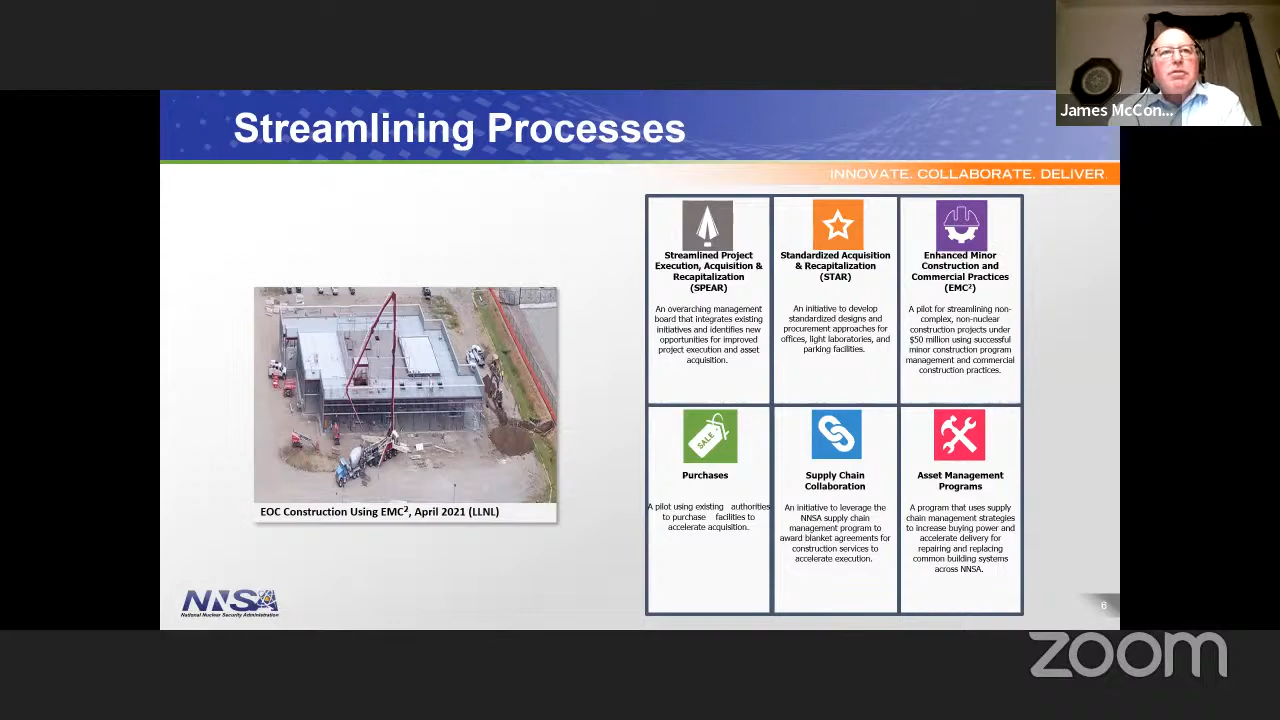 James McCon...
Streamlining Processes
INNOVATE. COLLABORATE. DELIVER.
Streamlined Project
Execution, Acquisition &
Recapitalization
(SPEAR)
An overarching management
board that integrates existing
initiatives and identifies new
opportunities for improved
project execution and asset
acquisition.
Standardized Acquisition
& Recapitalization
(STAR)
An initiative to develop
standardized designs and
procurement approaches for
offices, light laboratories, and
parking facilities.
Enhanced Minor
Construction and
Commercial Practices
(EMC²)
A pilot for streamlining non-
complex, non-nuclear
construction projects under
$50 million using successful
minor construction program
management and commercial
construction practices.
SALE
Purchases
A pilot using existing authorities
to purchase facilities to
accelerate acquisition.
Supply Chain
Collaboration
An initiative to leverage the
NNSA supply chain
management program to
award blanket agreements for
construction services to
accelerate execution.
Asset Management
Programs
A program that uses supply
chain management strategies
to increase buying power and
accelerate delivery for
repairing and replacing
common building systems
across NNSA.
EOC Construction Using EMC², April 2021 (LLNL)
NNSA
National Nuclear Security Administration
6
zoom